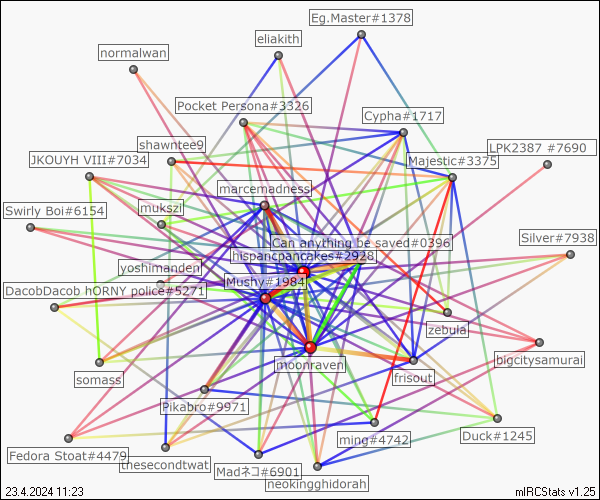 Eg.Master#1378
eliakith
normalwan
Pocket Persona#3326
Cypha#1717
shawntee9
LPK2387 #7690
JKOUYH VIII#7034
Majestic#3375
marcemadness
Swirly Boi#6154
mukszi
Silver#7938
Can anything be saved#0396
hispancpancakes#2928
yoshimanden
Mushy#1984
DacobDacob hORNY police#5271
zebula
bigcitysamurai
moonraven
somass
frisout
Pikabro#9971
Duck#1245
ming#4742
Fedora Stoat#4479
thesecondtwat
Madネコ#6901
neokingghidorah
23.4.2024 11:23
mIRCStats v1.25